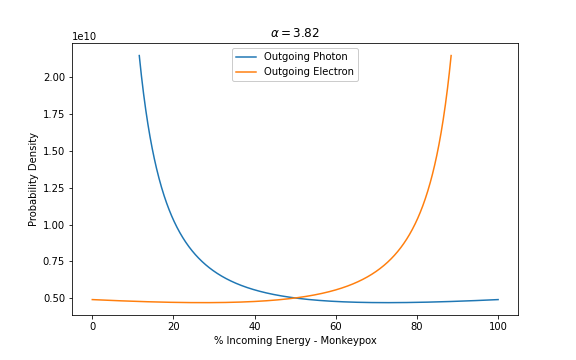 α = 3.82
1e10
Outgoing Photon
Outgoing Electron
Probability Density
2.00
1.75
1.50
1.25
1.00
0.75
0.50
0 20 40 60 80 100
% Incoming Energy - Monkeypox